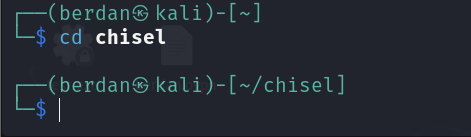 ┌──(berdan㉿kali)-[~]
└─$ cd chisel
┌──(berdan㉿kali)-[~/chisel]
└─$